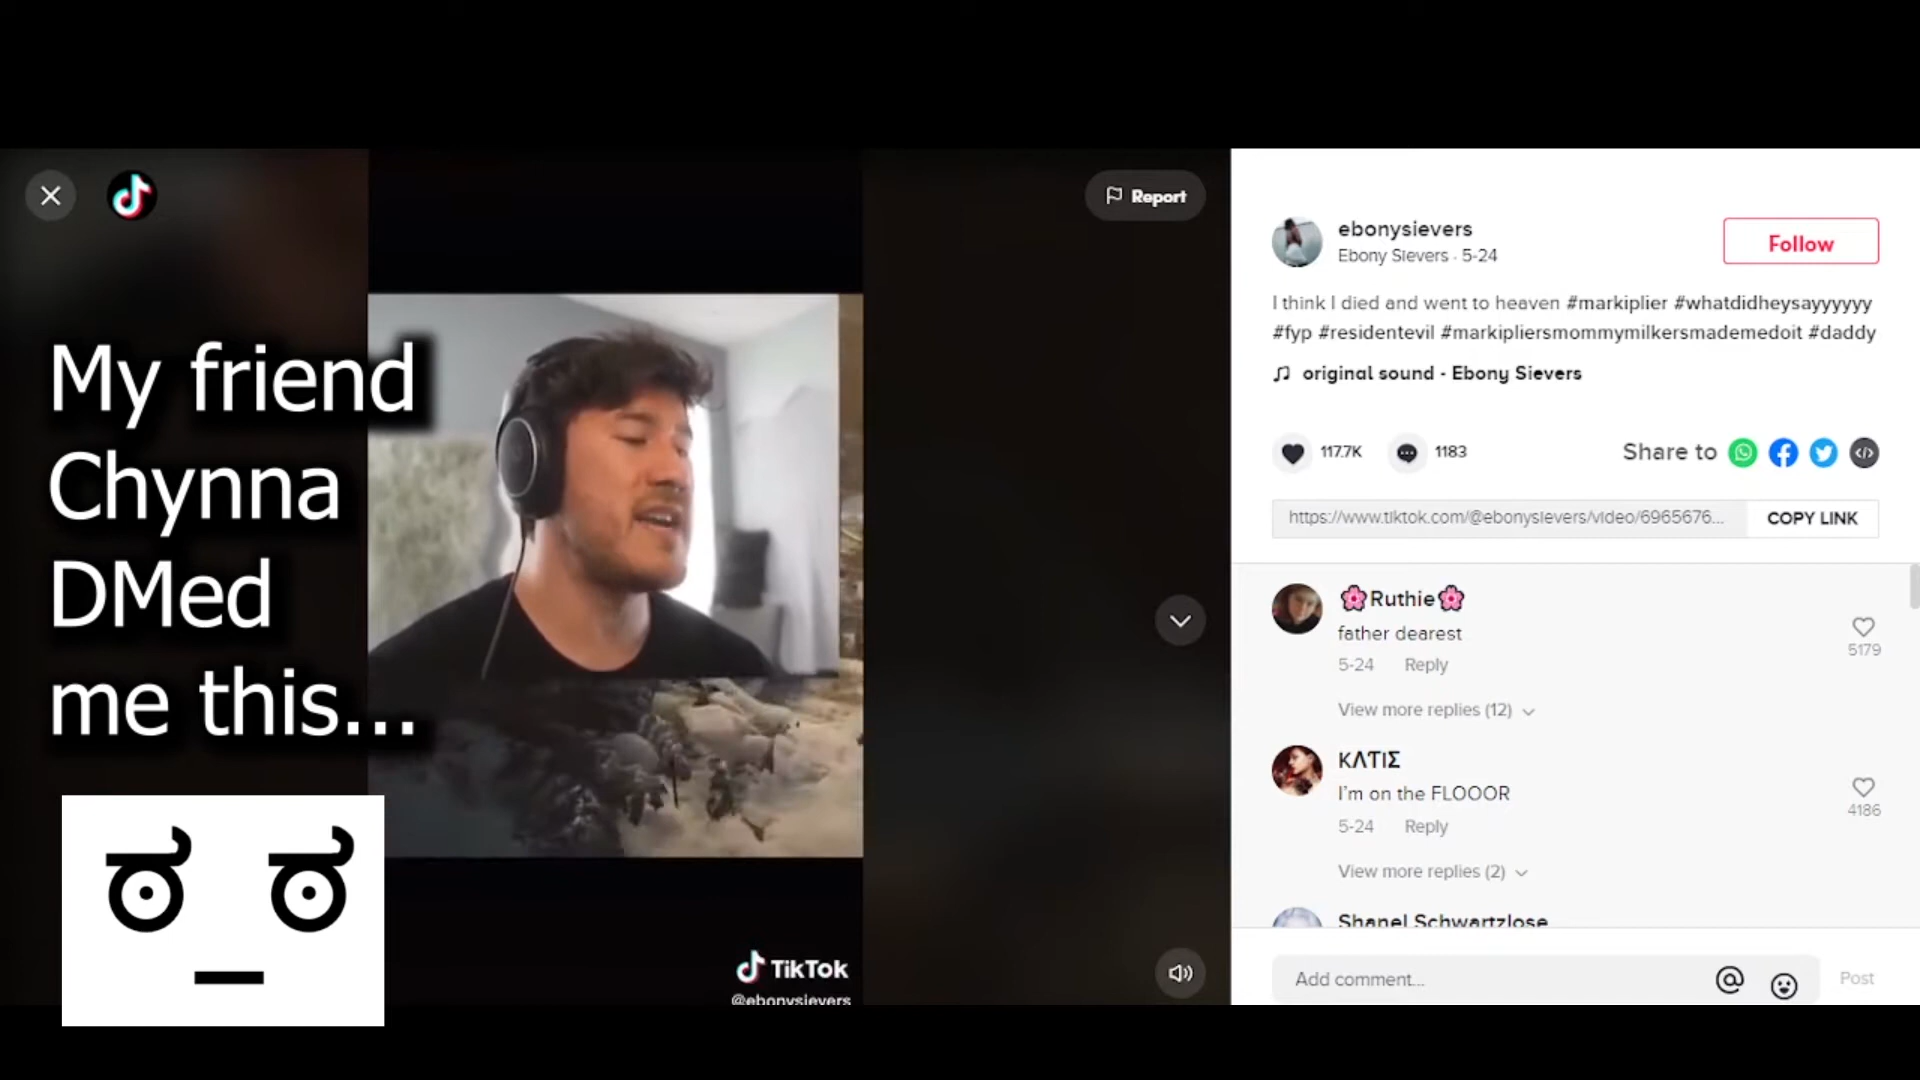 Report
My friend
Chynna
DMed
me this...
ಠ_ಠ
TikTok
@ebonysievers
ebonysievers
Ebony Sievers · 5-24
Follow
I think I died and went to heaven #markiplier #whatdidheysayyyyyy
#fyp #residentevil #markipliersmommymilkersmademedoit #daddy
original sound - Ebony Sievers
117.7K
1183
Share to
https://www.tiktok.com/@ebonysievers/video/6965676...
COPY LINK
🌸Ruthie🌸
father dearest
5-24 Reply
5179
View more replies (12)
KΛTIΣ
I'm on the FLOOOR
5-24 Reply
4186
View more replies (2)
Shanel Schwartzlose
Add comment...
Post